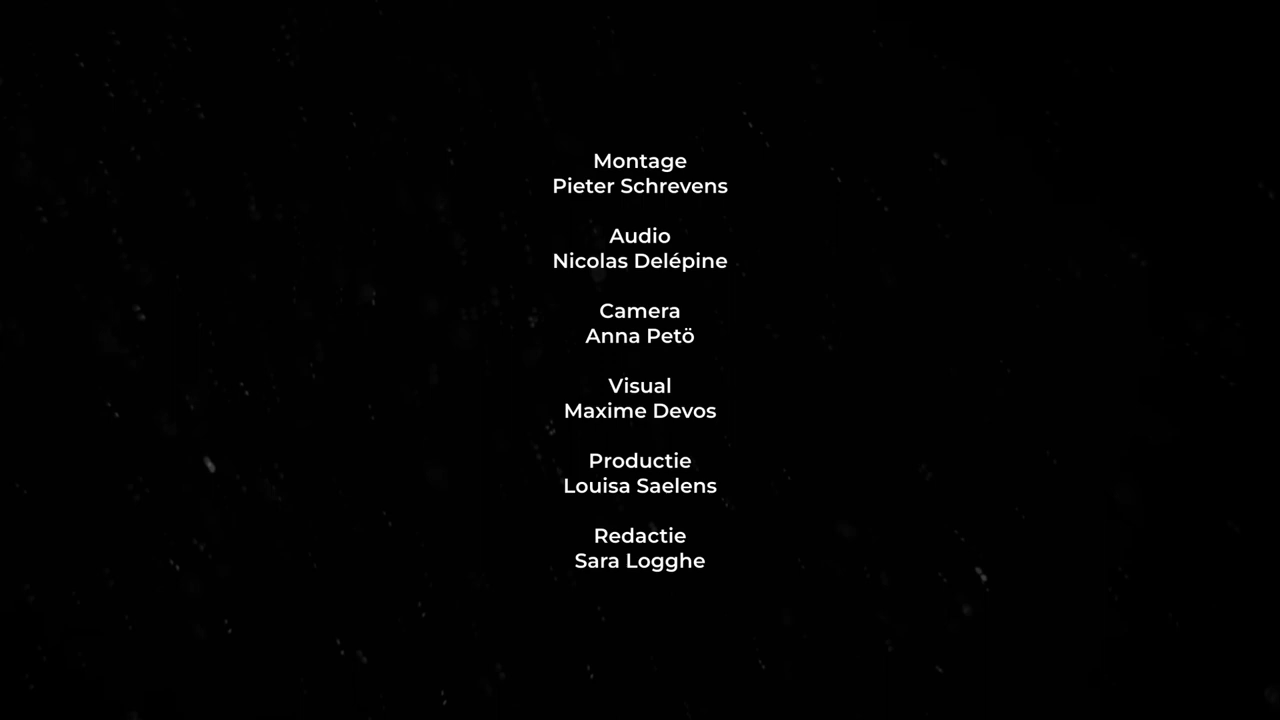 Montage
Pieter Schrevens
Audio
Nicolas Delépine
Camera
Anna Petö
Visual
Maxime Devos
Productie
Louisa Saelens
Redactie
Sara Logghe